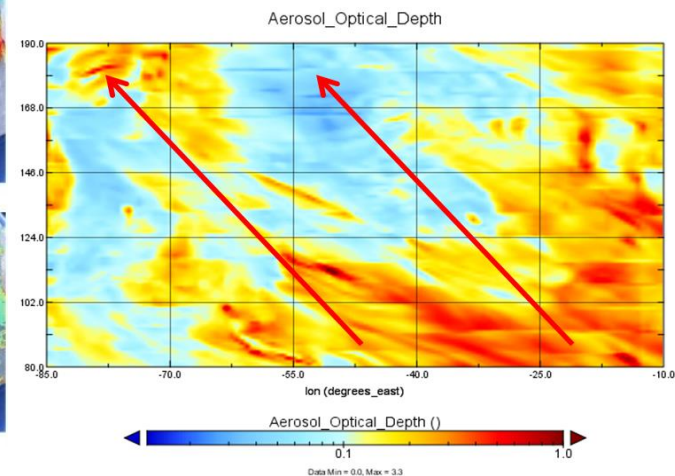 Aerosol_Optical_Depth
190.0
168.0
146.0
124.0
102.0
80.0
-85.0 -70.0 -55.0 -40.0 -25.0 -10.0
lon (degrees_east)
Aerosol_Optical_Depth ()
0.1 1.0
Data Min = 0.0, Max = 3.3